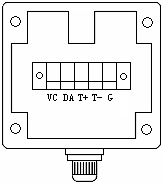 VC DA T+ T- G